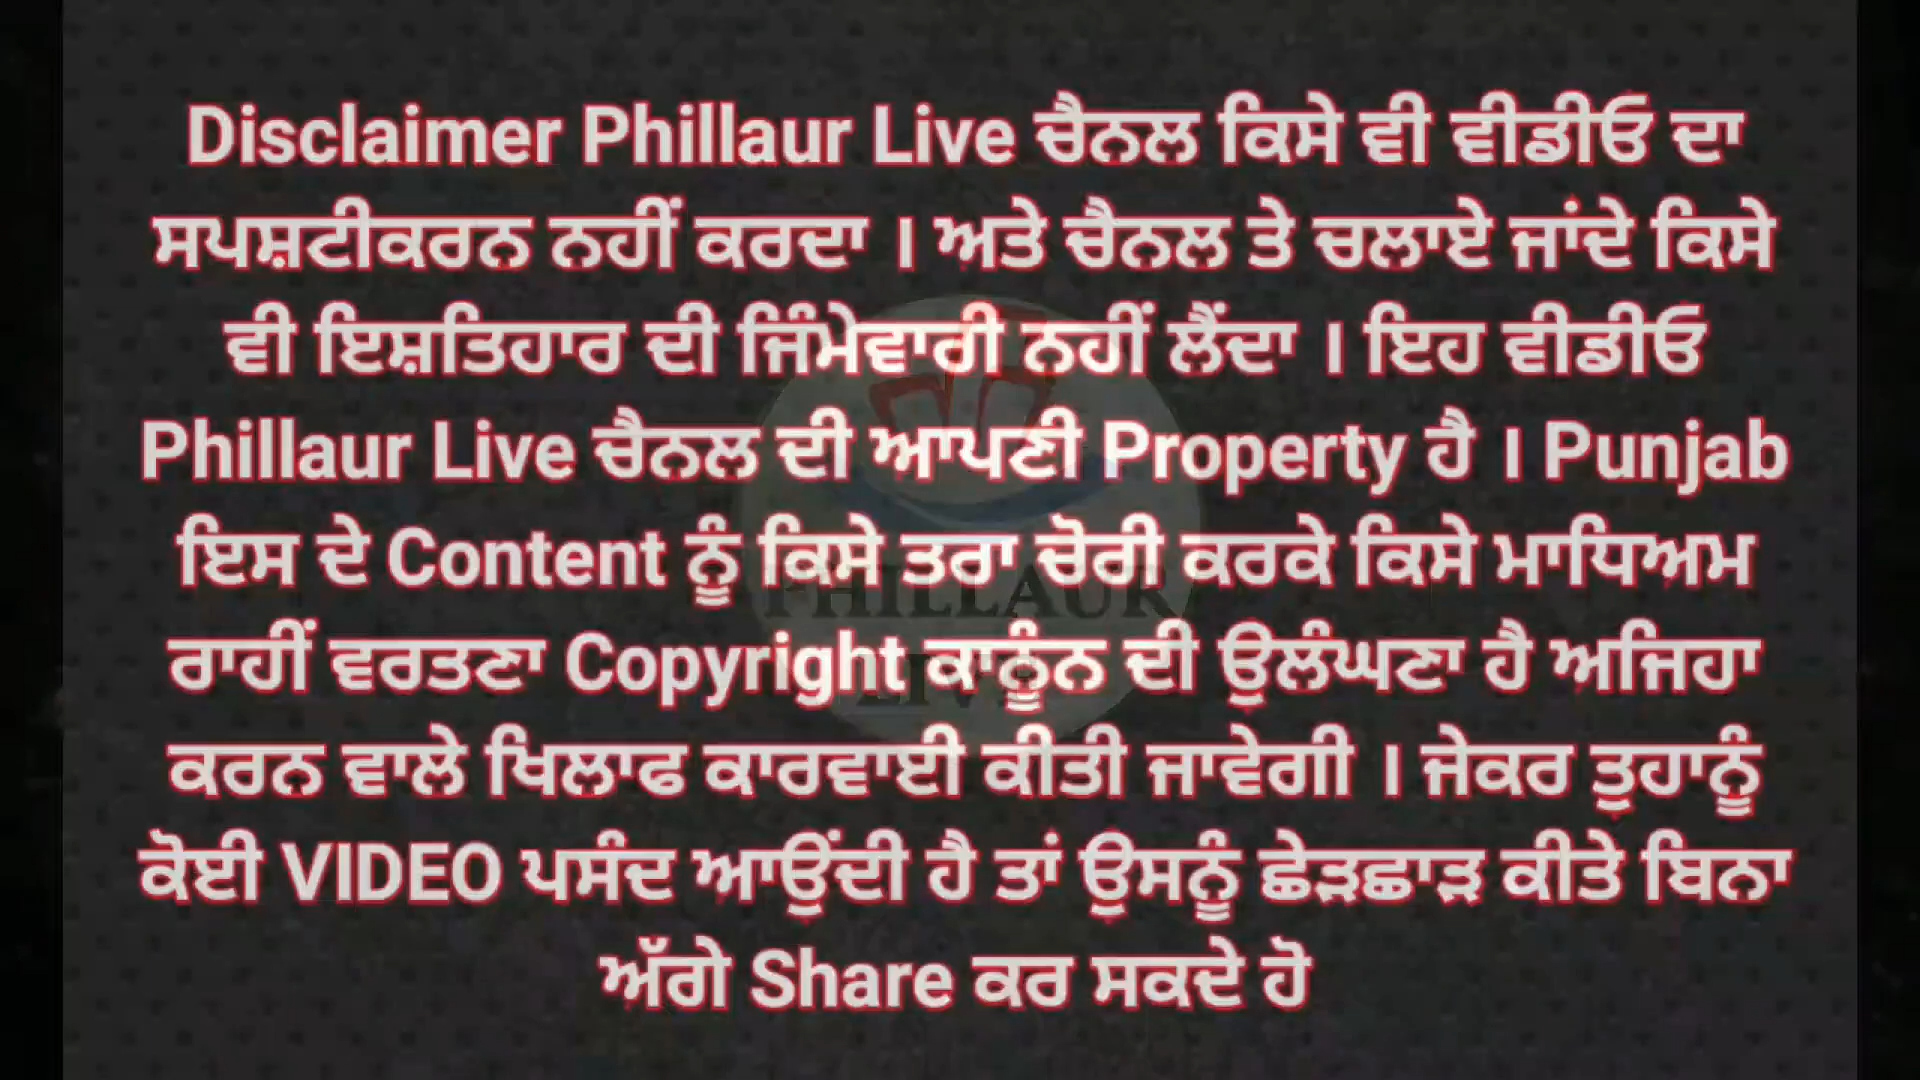 Disclaimer Phillaur Live ਚੈਨਲ ਕਿਸੇ ਵੀ ਵੀਡੀਓ ਦਾ
ਸਪਸ਼ਟੀਕਰਨ ਨਹੀਂ ਕਰਦਾ । ਅਤੇ ਚੈਨਲ ਤੇ ਚਲਾਏ ਜਾਂਦੇ ਕਿਸੇ
ਵੀ ਇਸ਼ਤਿਹਾਰ ਦੀ ਜਿੰਮੇਵਾਰੀ ਨਹੀਂ ਲੈਂਦਾ । ਇਹ ਵੀਡੀਓ
Phillaur Live ਚੈਨਲ ਦੀ ਆਪਣੀ Property ਹੈ । Punjab
ਇਸ ਦੇ Content ਨੂੰ ਕਿਸੇ ਤਰਾ ਚੋਰੀ ਕਰਕੇ ਕਿਸੇ ਮਾਧਿਅਮ
ਰਾਹੀਂ ਵਰਤਣਾ Copyright ਕਾਨੂੰਨ ਦੀ ਉਲੰਘਣਾ ਹੈ ਅਜਿਹਾ
ਕਰਨ ਵਾਲੇ ਖਿਲਾਫ ਕਾਰਵਾਈ ਕੀਤੀ ਜਾਵੇਗੀ । ਜੇਕਰ ਤੁਹਾਨੂੰ
ਕੋਈ VIDEO ਪਸੰਦ ਆਉਂਦੀ ਹੈ ਤਾਂ ਉਸਨੂੰ ਛੇੜਛਾੜ ਕੀਤੇ ਬਿਨਾ
ਅੱਗੇ Share ਕਰ ਸਕਦੇ ਹੋ
PHILLAUR
LIVE